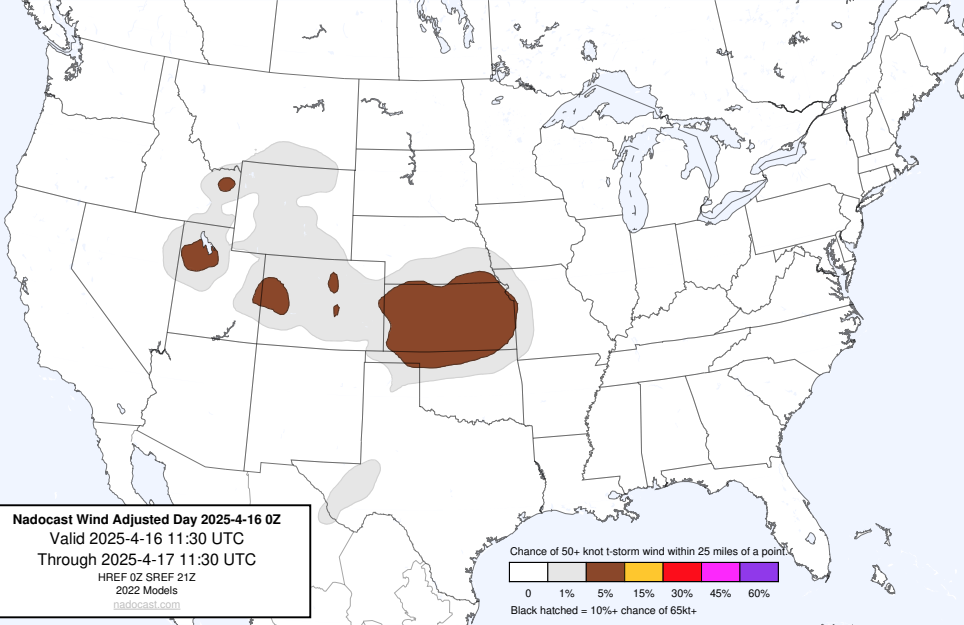 Nadocast Wind Adjusted Day 2025-4-16 0Z
Valid 2025-4-16 11:30 UTC
Through 2025-4-17 11:30 UTC
HREF 0Z SREF 21Z
2022 Models
nadocast.com
Chance of 50+ knot t-storm wind within 25 miles of a point.
0 1% 5% 15% 30% 45% 60%
Black hatched = 10%+ chance of 65kt+